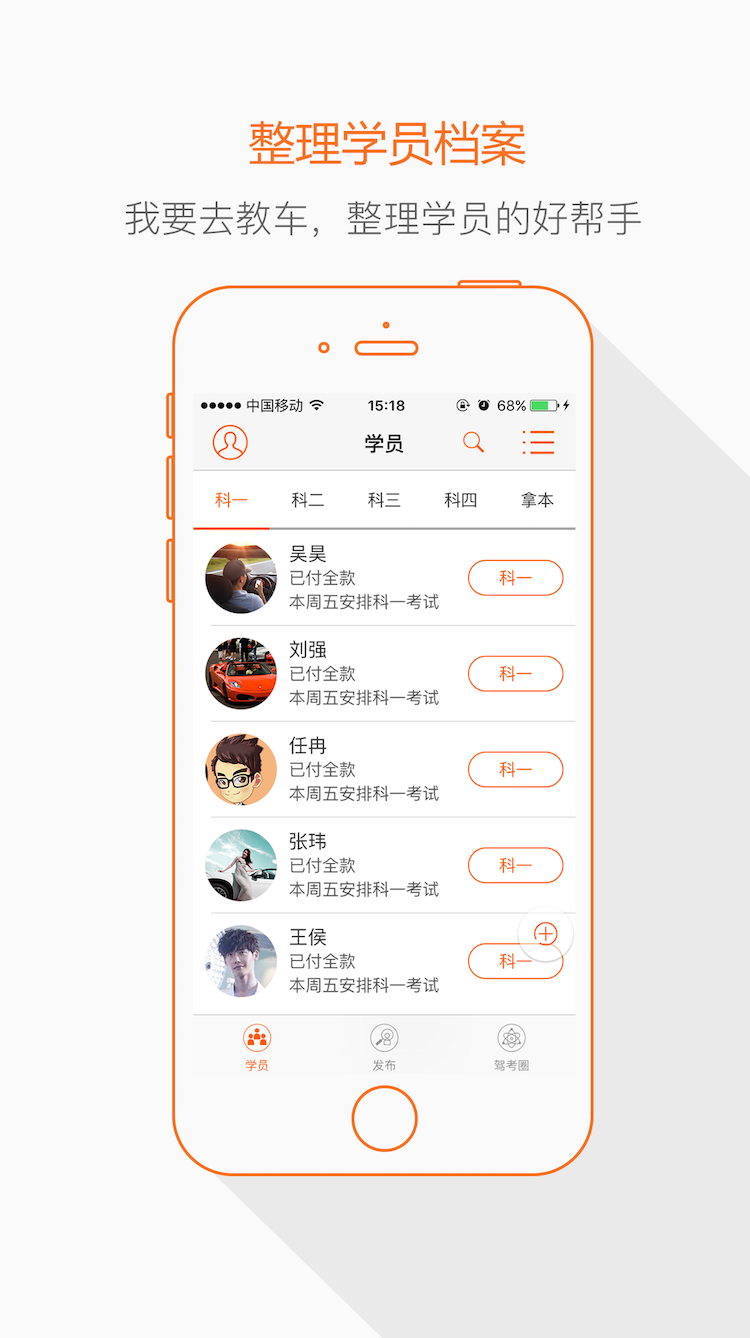 整理学员档案
我要去教车，整理学员的好帮手
中国移动 15:18 68%
学员
科一 科二 科三 科四 拿本
吴昊
已付全款
本周五安排科一考试
科一
刘强
已付全款
本周五安排科一考试
科一
任冉
已付全款
本周五安排科一考试
科一
张玮
已付全款
本周五安排科一考试
科一
王侯
已付全款
本周五安排科一考试
科一
学员 发布 驾考圈